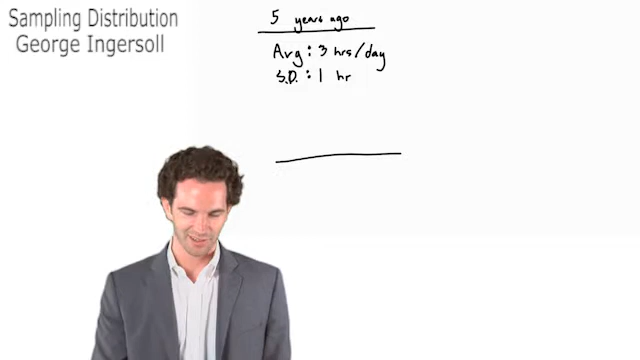 Sampling Distribution
George Ingersoll
5 years ago
Avg: 3 hrs/day
S.D.: 1 hr